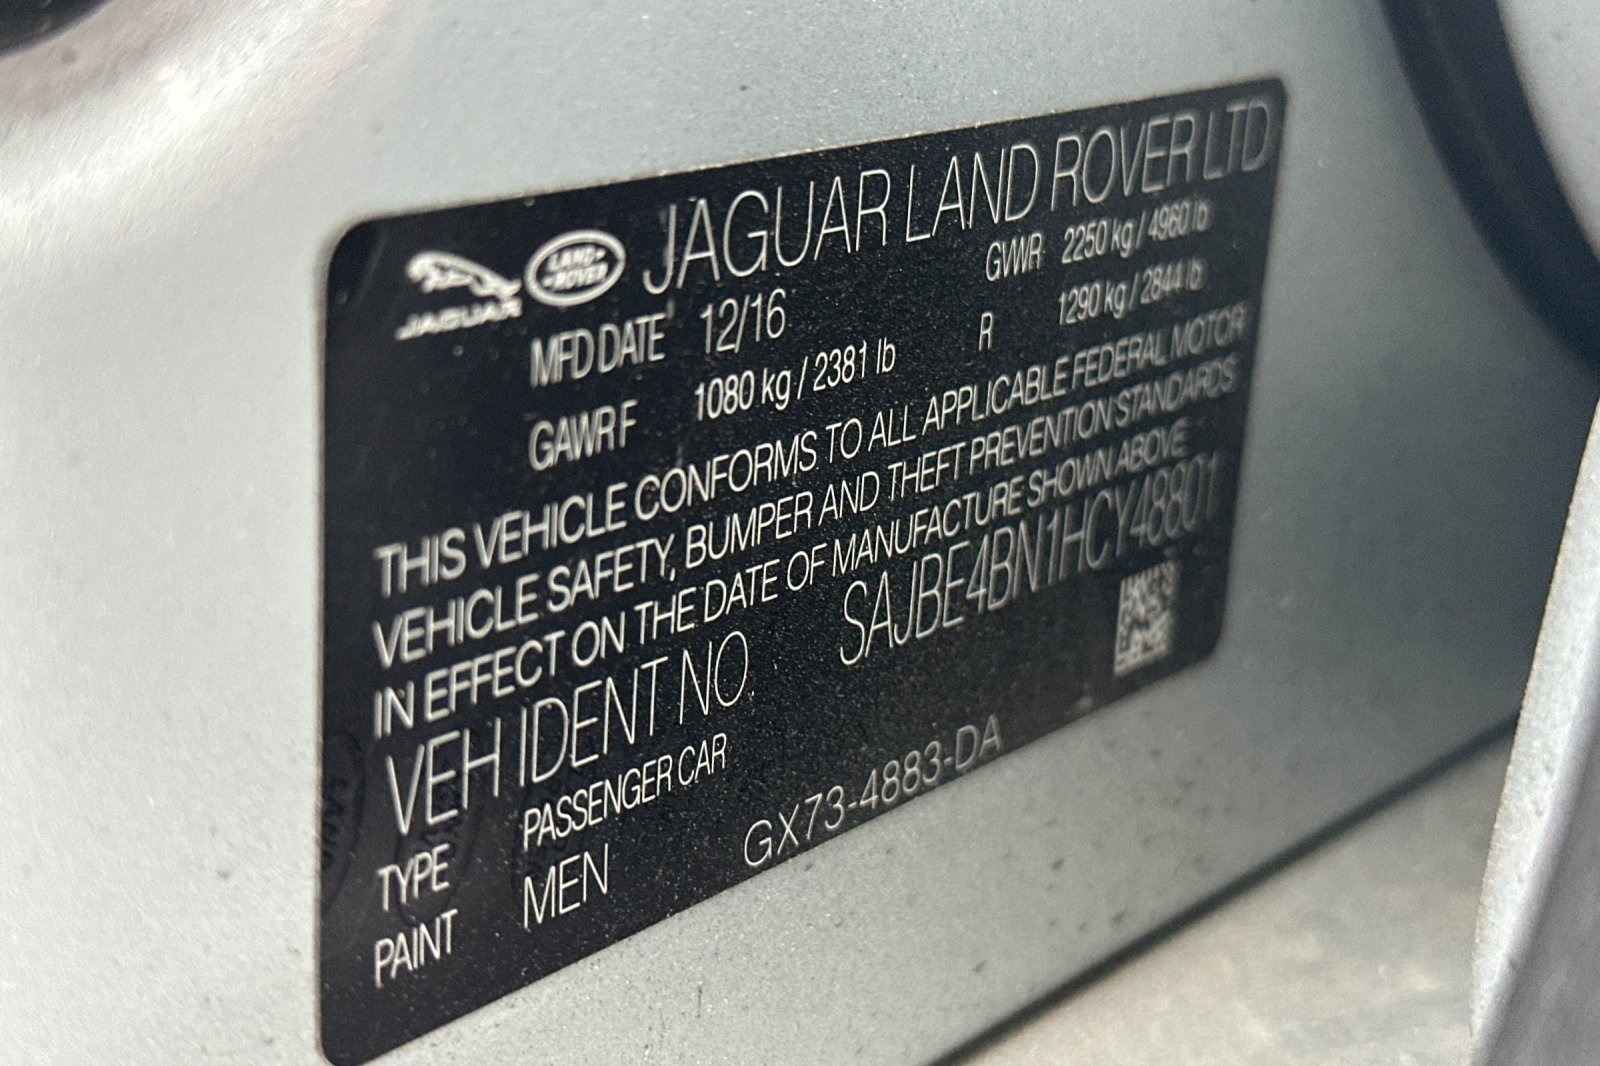 JAGUAR
LAND-
-ROVER
JAGUAR LAND ROVER LTD
MFD DATE 12/16 GVWR 2250 kg / 4960 lb
GAWR F 1080 kg / 2381 lb R 1290 kg / 2844 lb
THIS VEHICLE CONFORMS TO ALL APPLICABLE FEDERAL MOTOR
VEHICLE SAFETY, BUMPER AND THEFT PREVENTION STANDARDS
IN EFFECT ON THE DATE OF MANUFACTURE SHOWN ABOVE
VEH IDENT NO. SAJBE4BN1HCY48801
TYPE PASSENGER CAR
PAINT MEN GX73-4883-DA